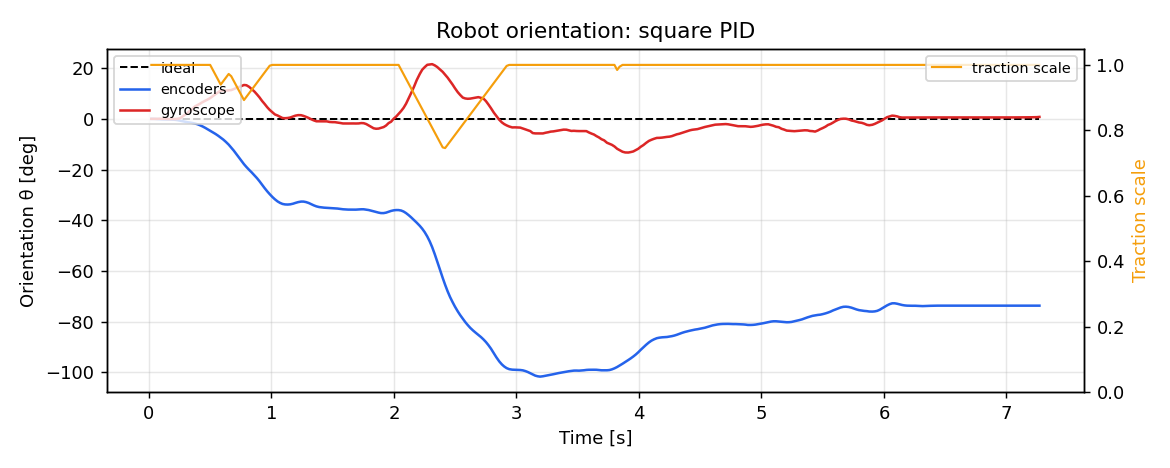 Robot orientation: square PID
ideal
encoders
gyroscope
traction scale
Orientation θ [deg]
20
0
−20
−40
−60
−80
−100
1.0
0.8
0.6
0.4
0.2
0.0
Traction scale
0 1 2 3 4 5 6 7
Time [s]